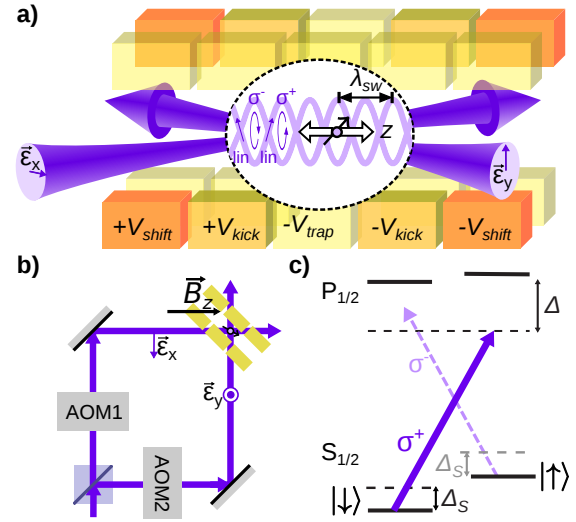 a)
λsw
σ- σ+
z
lin lin
ε⃗x
ε⃗y
+Vshift +Vkick -Vtrap -Vkick -Vshift
b)
B⃗z
ε⃗x
AOM1
ε⃗y
AOM2
c)
P1/2
Δ
σ-
σ+
S1/2
ΔS
|↑⟩
|↓⟩
ΔS